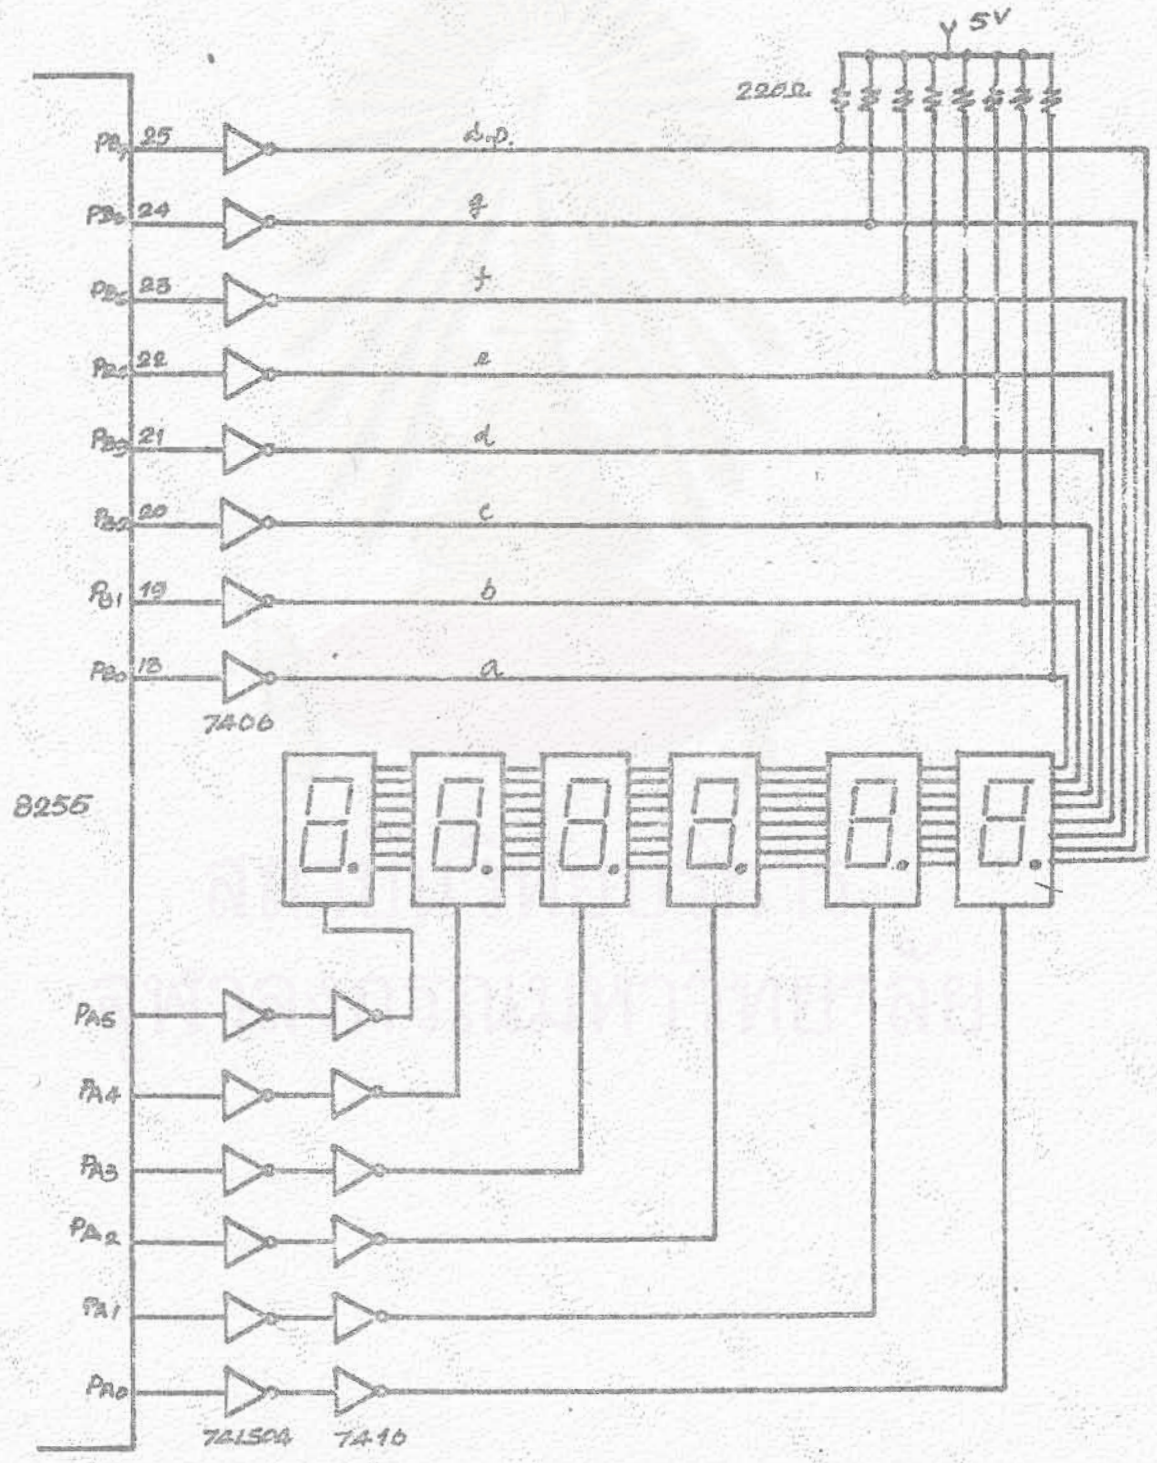 5V
220Ω
PB7 25 d.p.
PB6 24 g
PB5 23 f
PB4 22 e
PB3 21 d
PB2 20 c
PB1 19 b
PB0 18 a
7406
8255
PA5
PA4
PA3
PA2
PA1
PA0
74LS04 7416